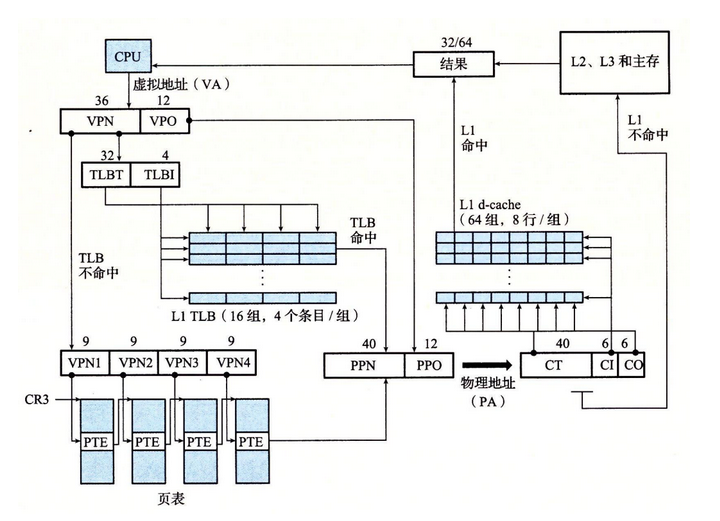 CPU
虚拟地址（VA）
32/64
结果
L2、L3 和主存
36
12
VPN
VPO
L1
命中
L1
不命中
32
4
TLBT
TLBI
TLB
命中
L1 d-cache
（64 组，8 行 / 组）
TLB
不命中
L1 TLB（16 组，4 个条目 / 组）
9
9
9
9
VPN1
VPN2
VPN3
VPN4
40
12
PPN
PPO
物理地址
（PA）
40
6
6
CT
CI
CO
CR3
PTE
PTE
PTE
PTE
页表